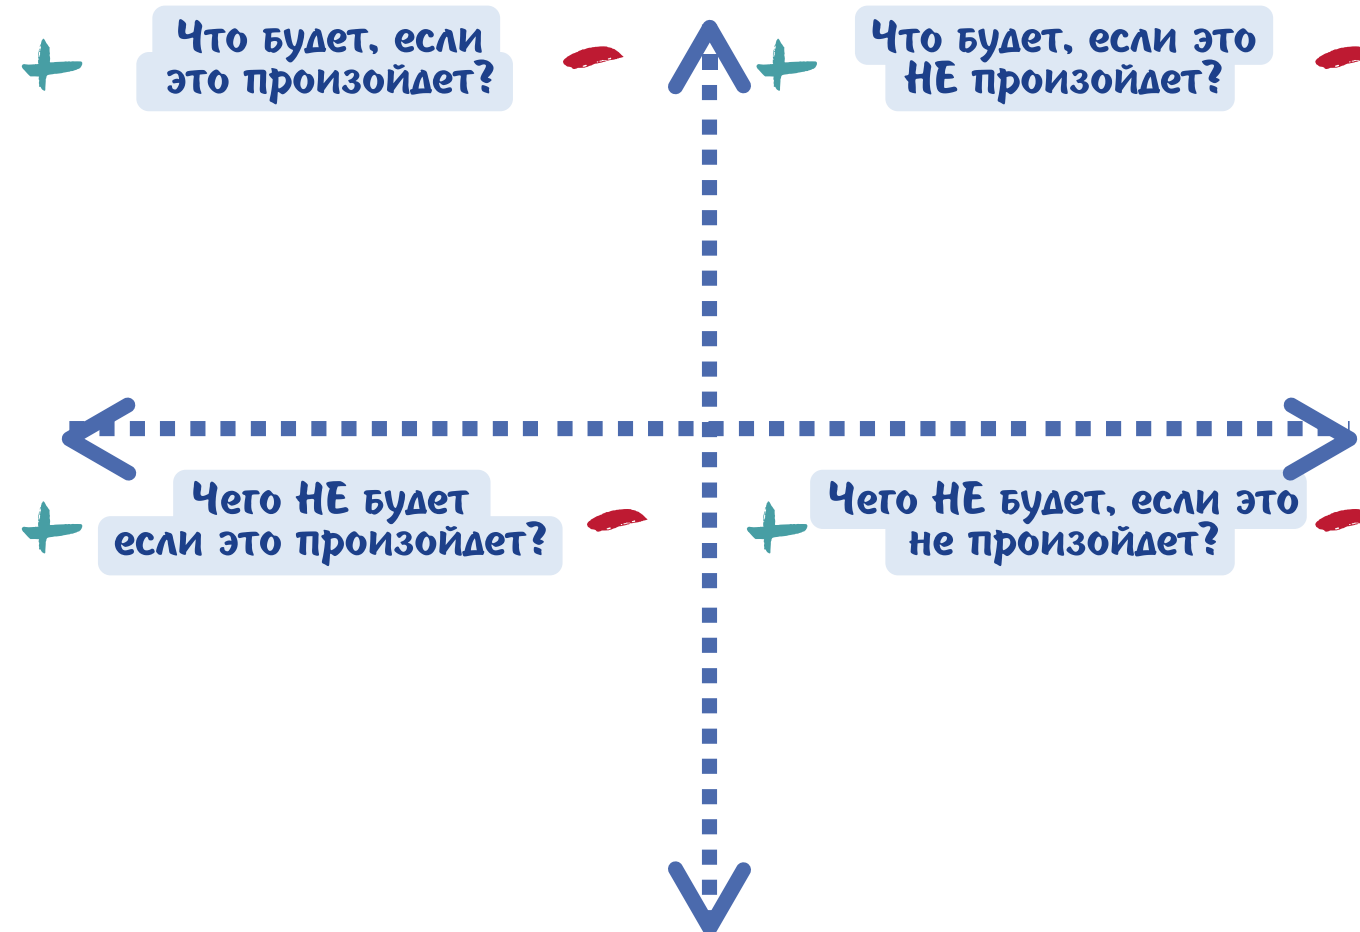 Что будет, если
это произойдет?
Что будет, если это
НЕ произойдет?
Чего НЕ будет
если это произойдет?
Чего НЕ будет, если это
не произойдет?